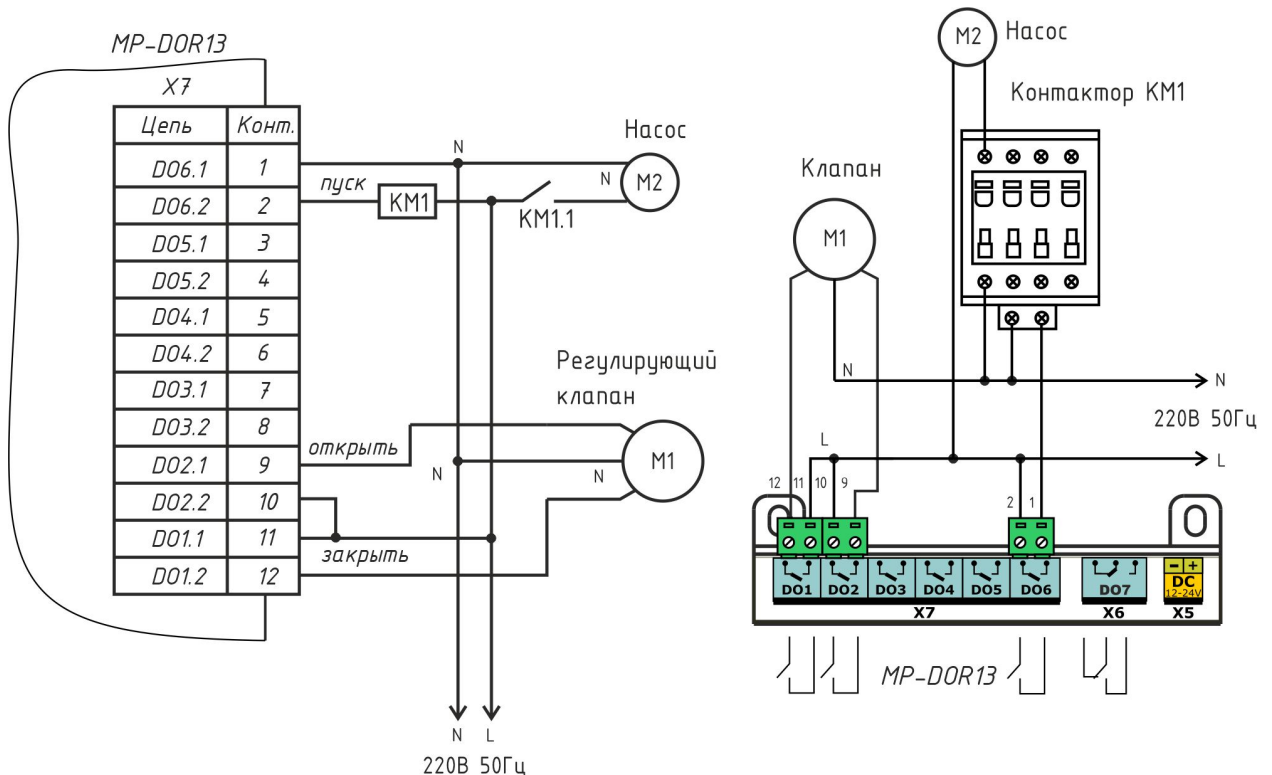 MP-DOR13
X7
Цепь Конт.
DO6.1 1
DO6.2 2
DO5.1 3
DO5.2 4
DO4.1 5
DO4.2 6
DO3.1 7
DO3.2 8
DO2.1 9
DO2.2 10
DO1.1 11
DO1.2 12
N
пуск
KM1
KM1.1
Насос
N
M2
Регулирующий
клапан
открыть
N
N
M1
закрыть
N L
220В 50Гц
M2
Насос
Контактор KM1
Клапан
M1
N
N
220В 50Гц
L
L
12 11 10 9
2 1
DO1 DO2 DO3 DO4 DO5 DO6
X7
DO7
X6
- +
DC
12-24V
X5
MP-DOR13